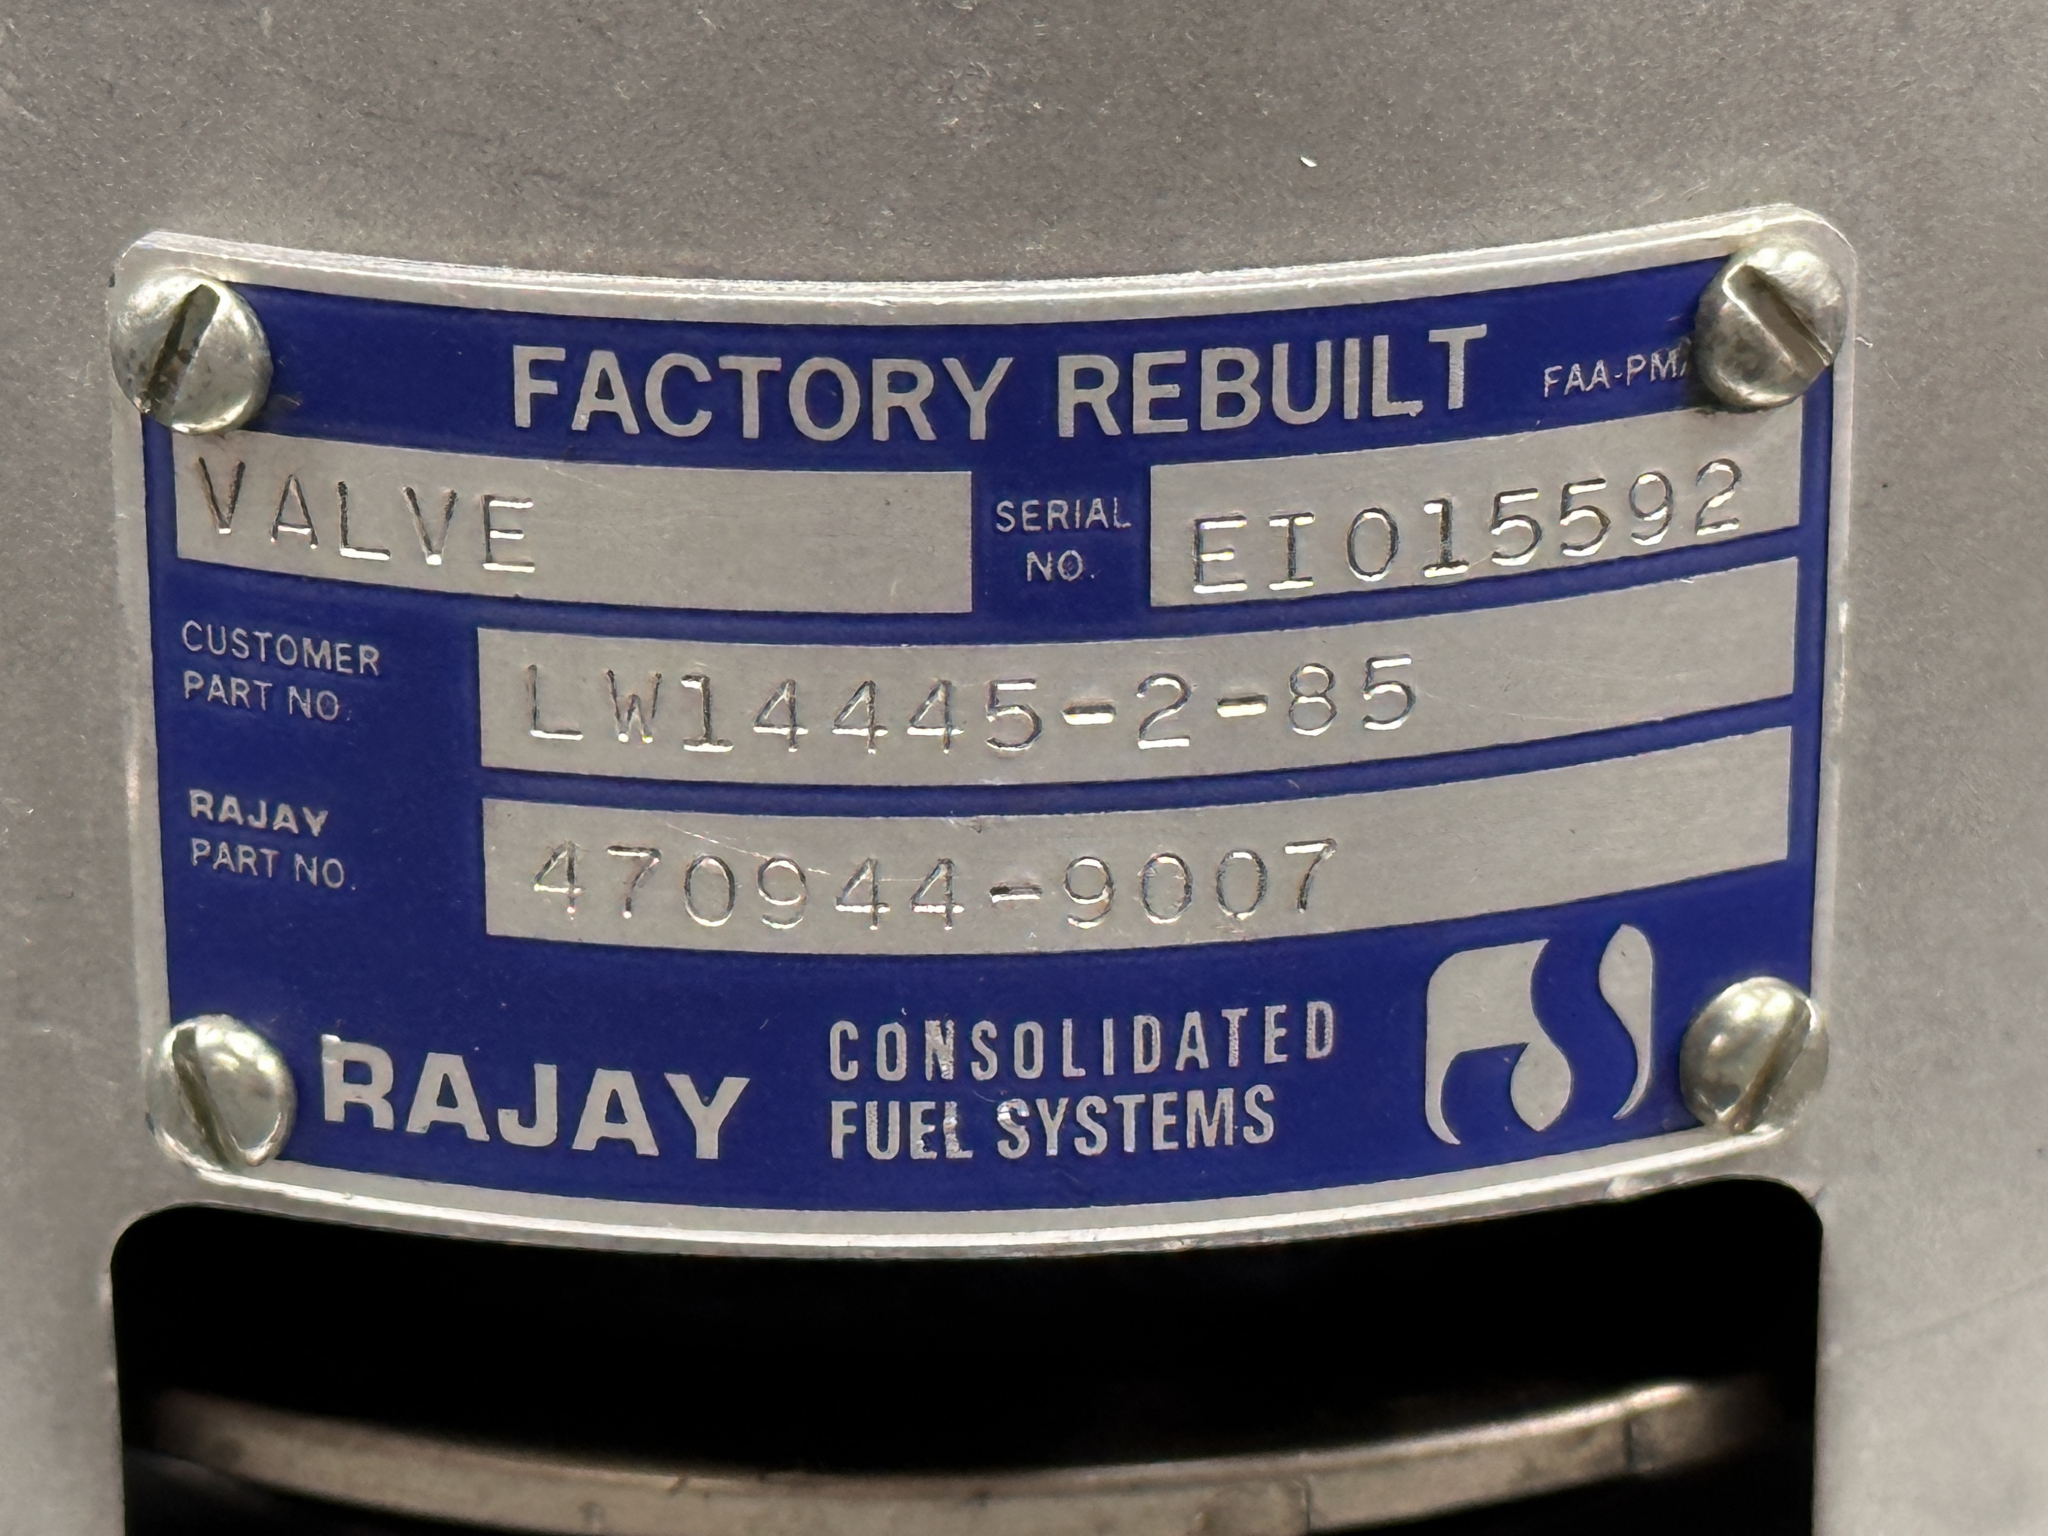 FACTORY REBUILT FAA-PMA
VALVE SERIAL NO. EI015592
CUSTOMER PART NO. LW14445-2-85
RAJAY PART NO. 470944-9007
RAJAY CONSOLIDATED FUEL SYSTEMS